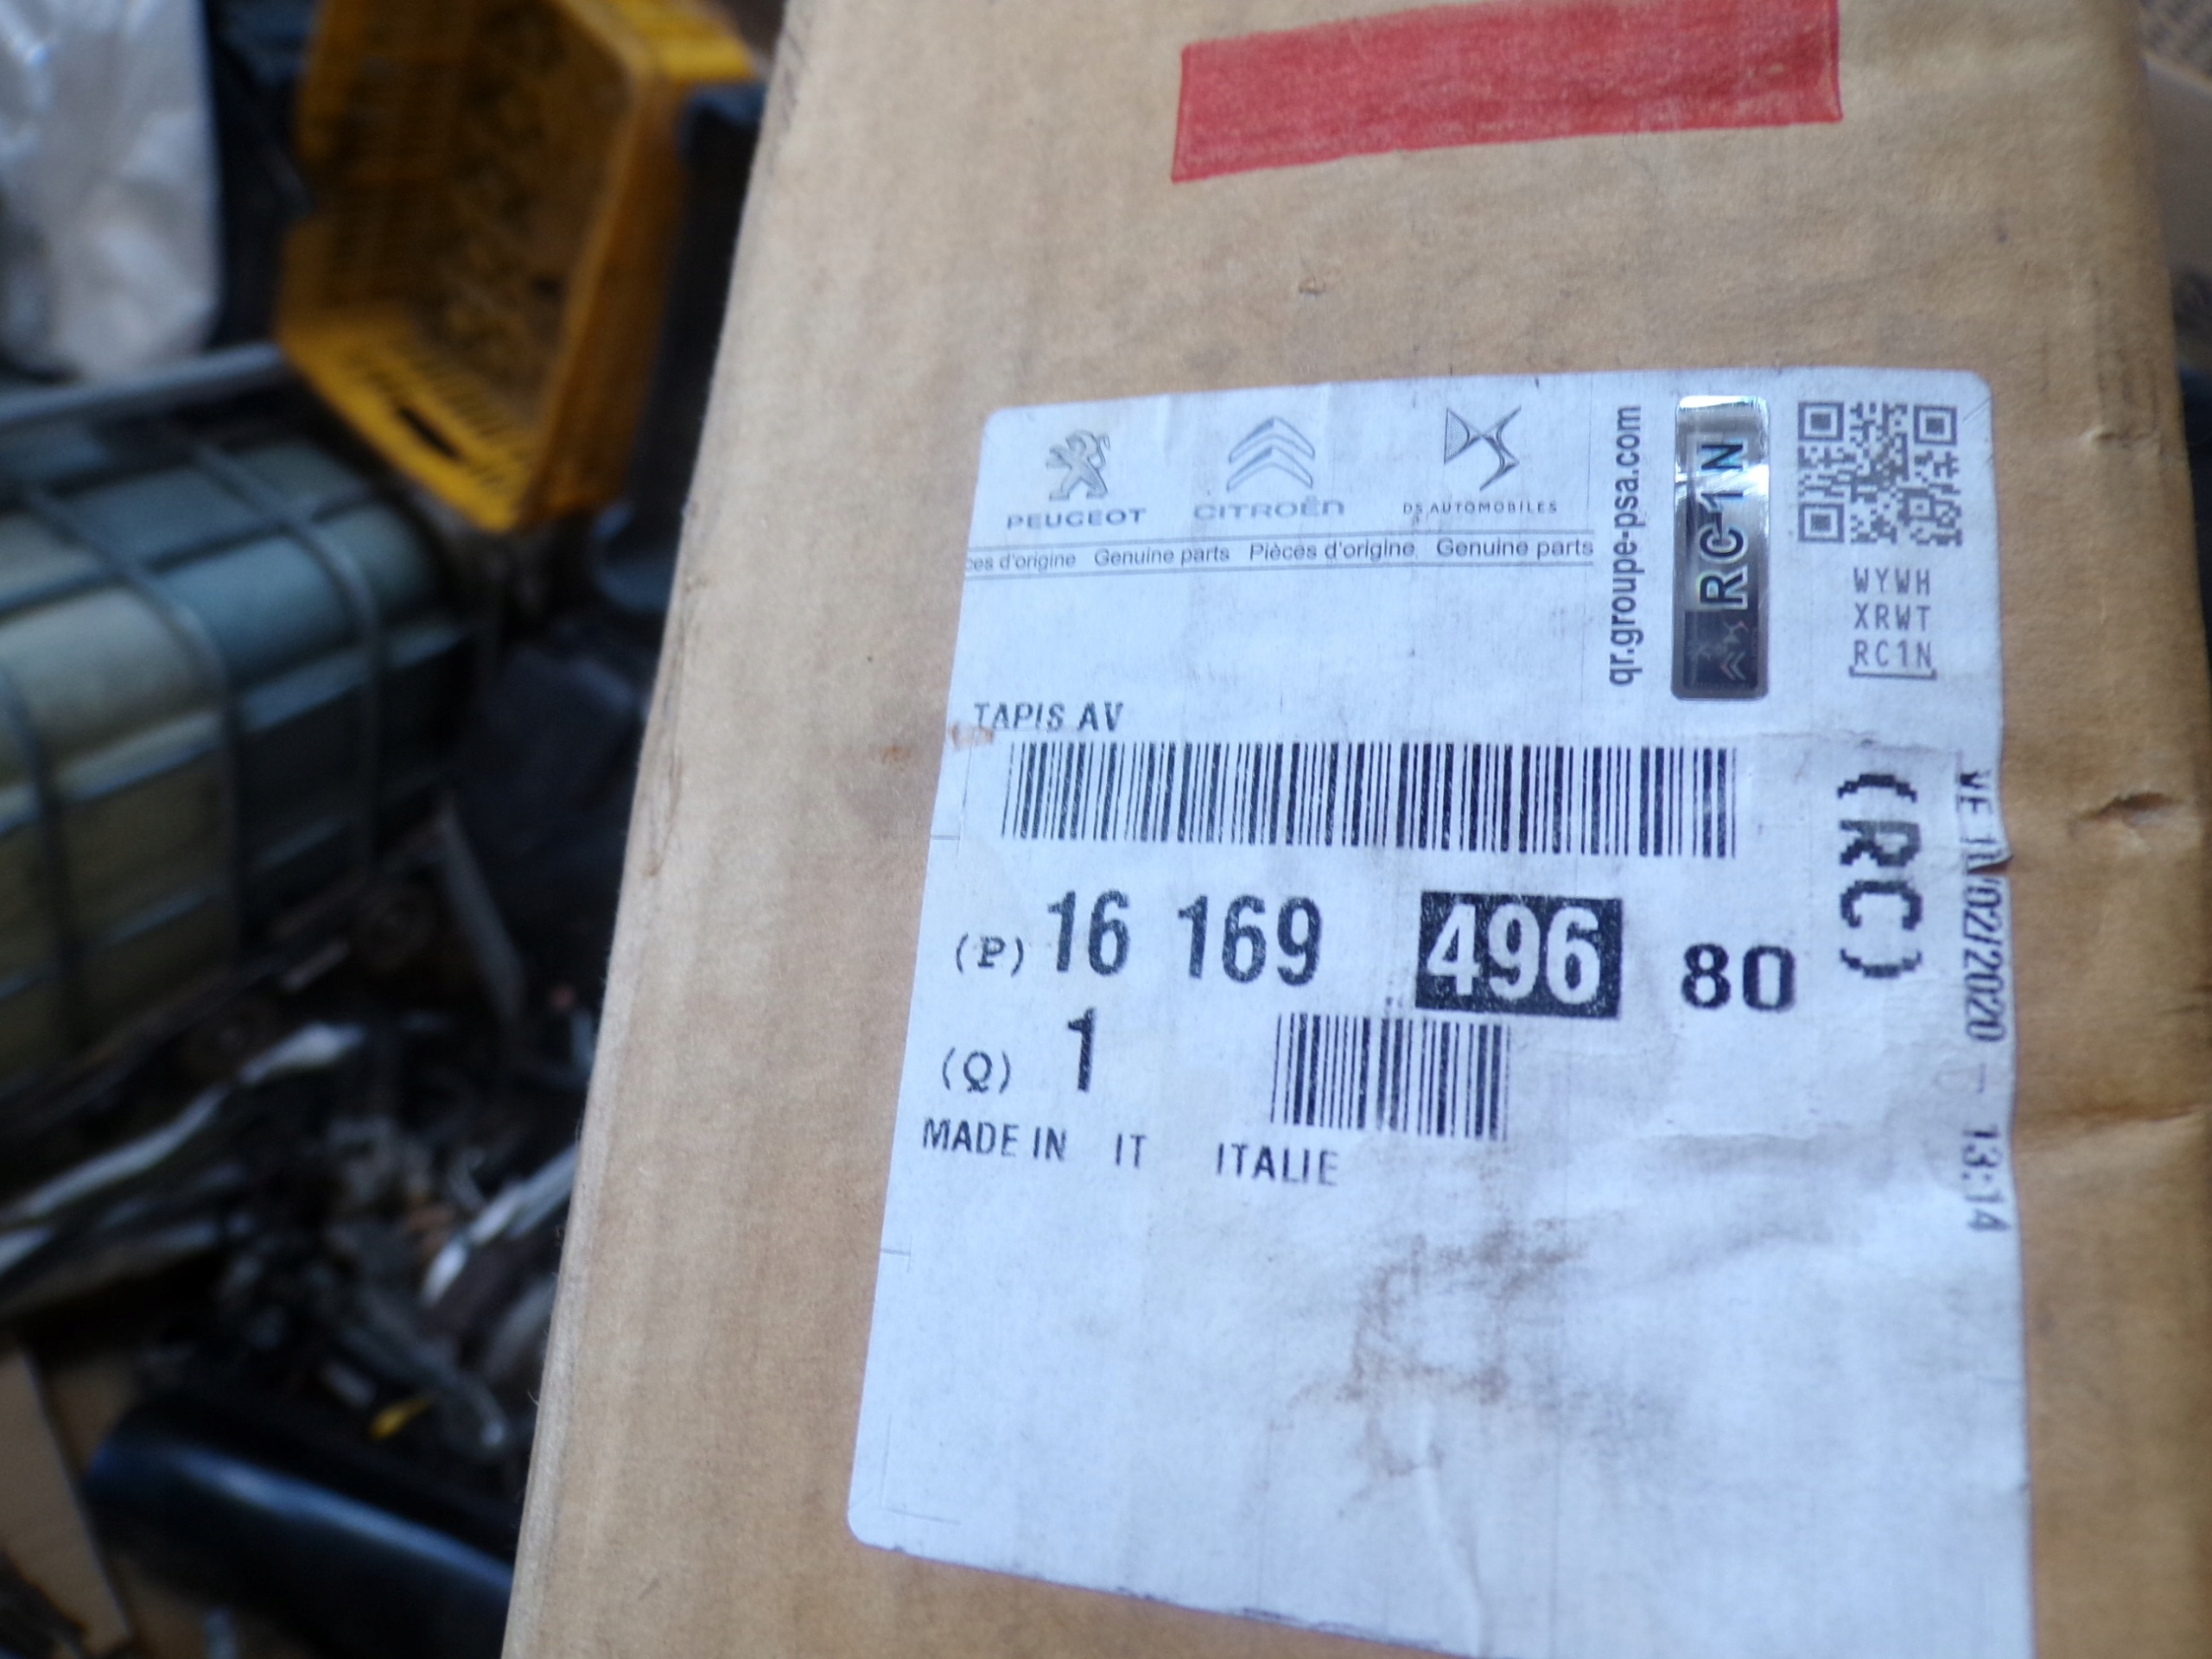 PEUGEOT CITROËN DS AUTOMOBILES
ces d'origine Genuine parts Pièces d'origine Genuine parts
qr.groupe-psa.com
RC1N
WYWH
XRWT
RC1N
TAPIS AV
(P) 16 169 496 80
(RC)
(Q) 1
MADE IN IT ITALIE
/02/2020 - 13:14